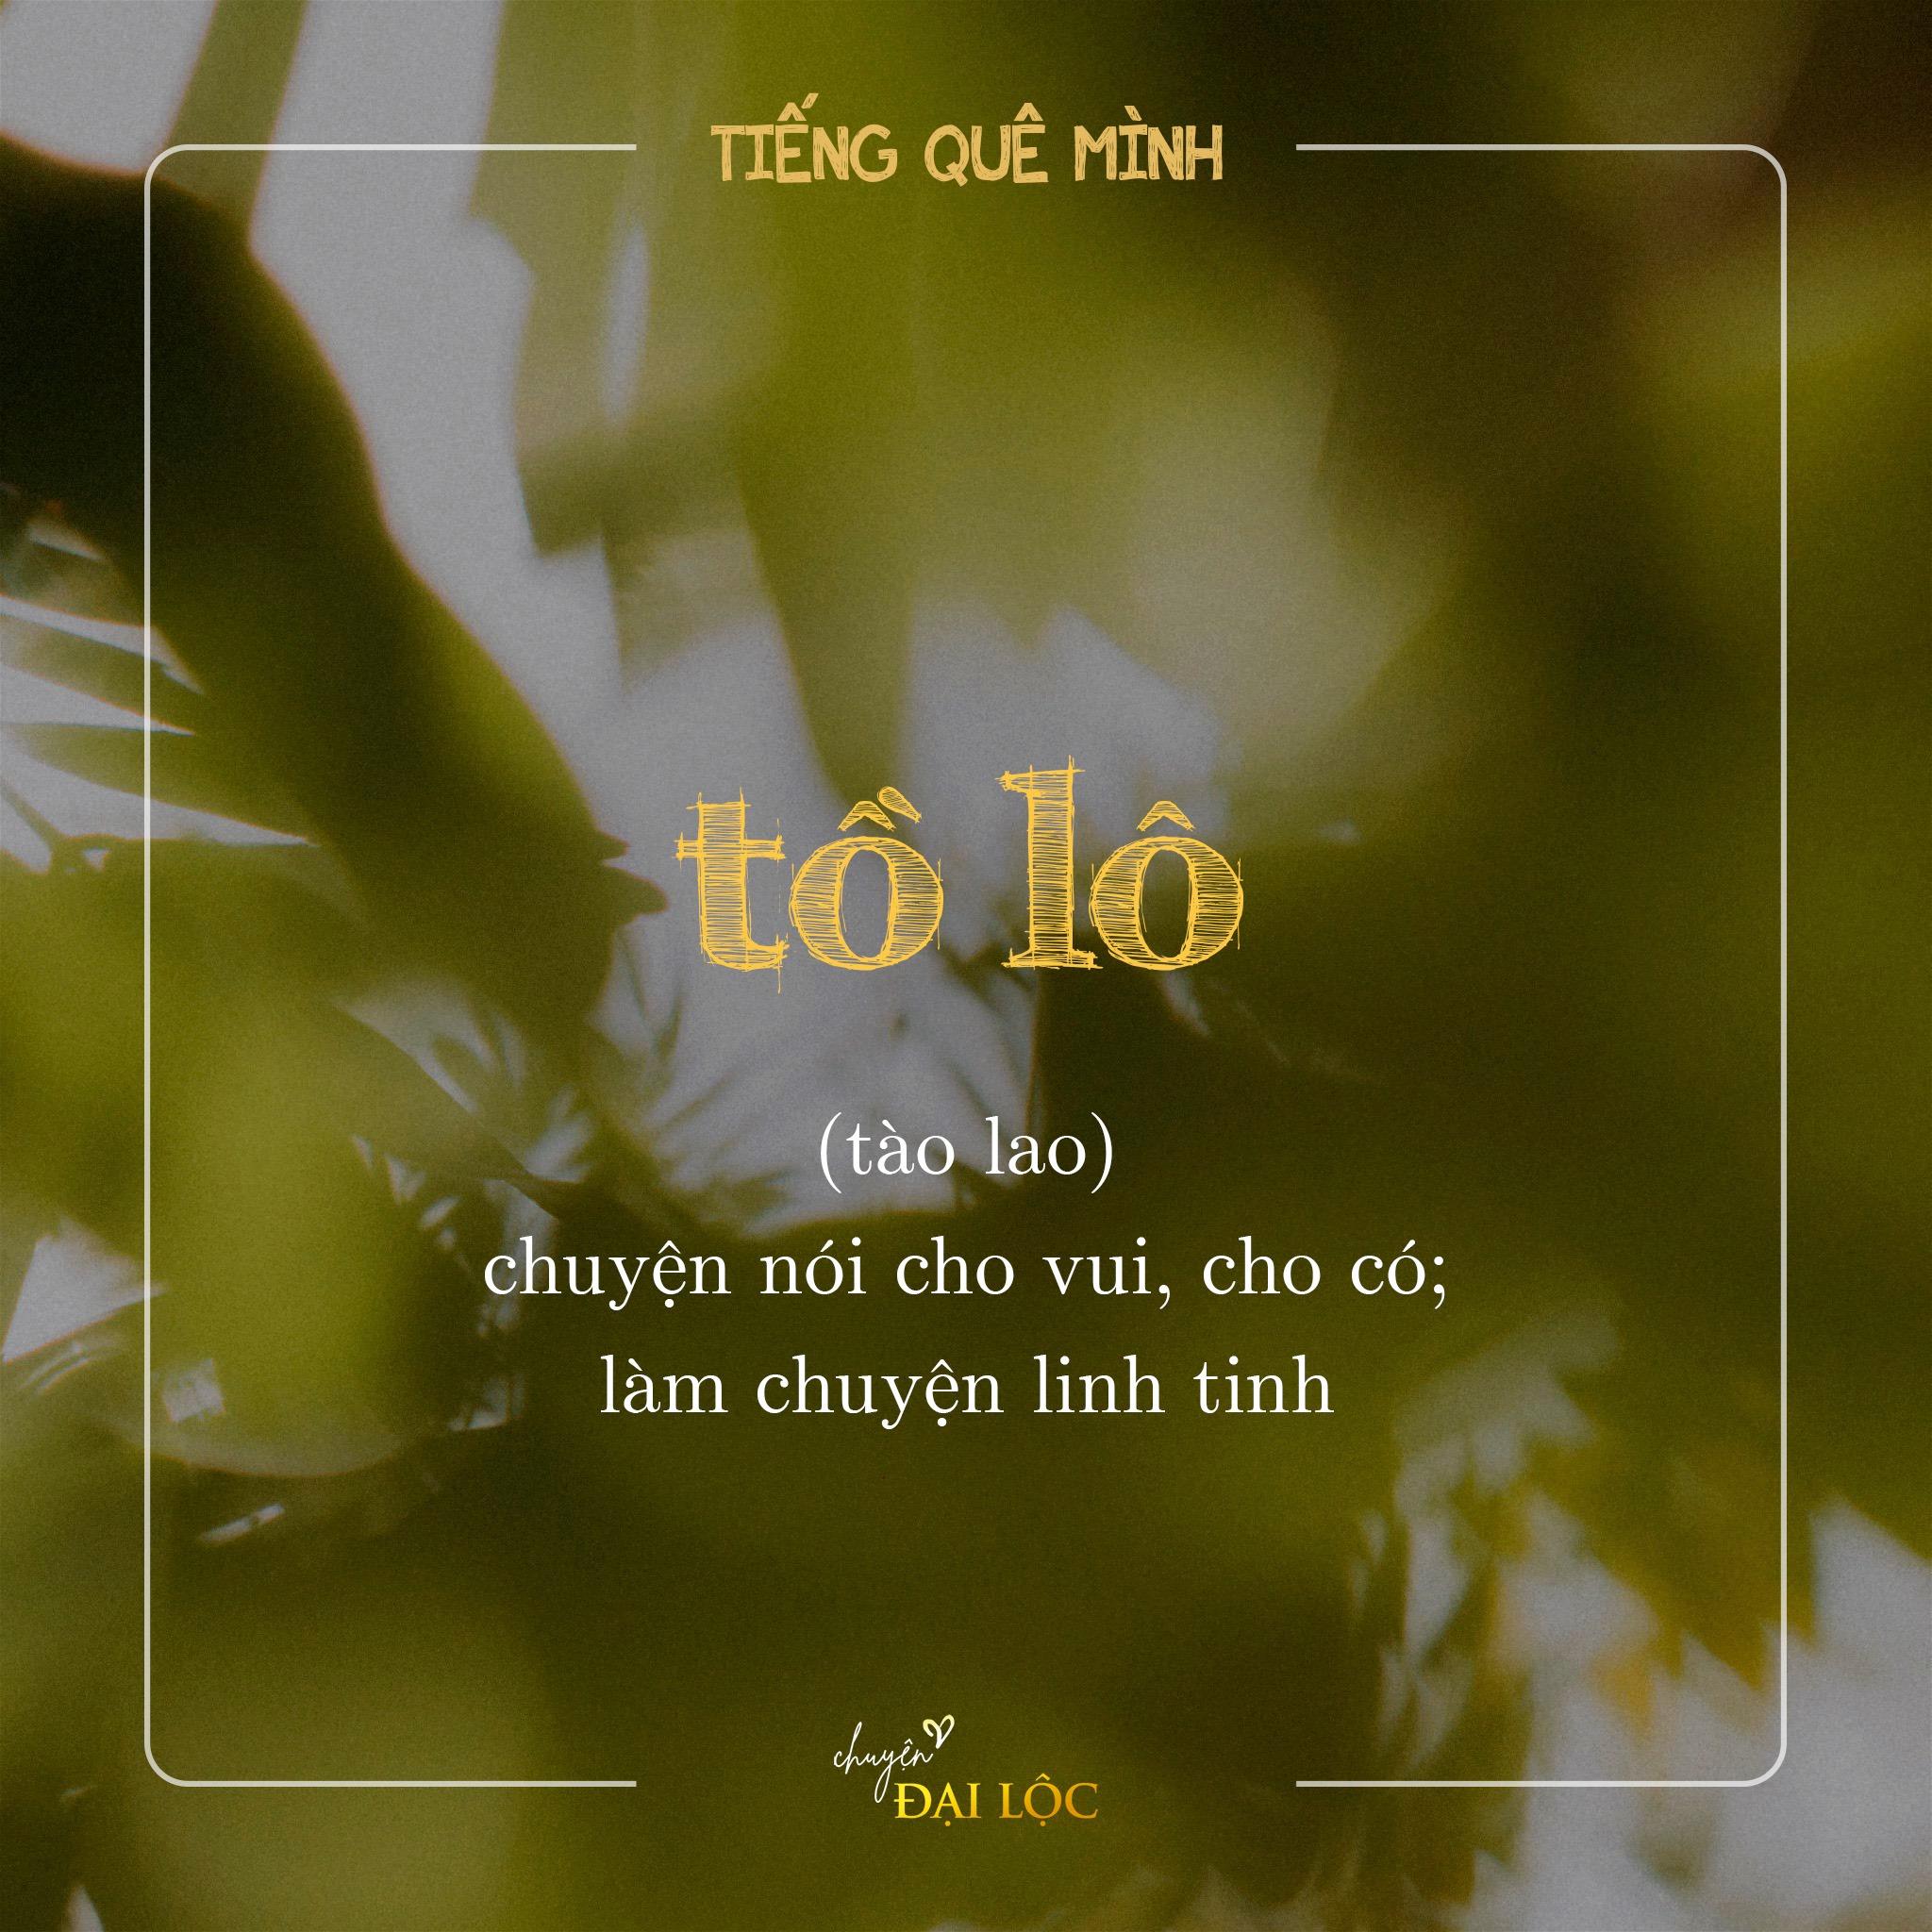 TIẾNG QUÊ MÌNH
tồ lô
(tào lao)
chuyện nói cho vui, cho có;
làm chuyện linh tinh
chuyện
ĐẠI LỘC